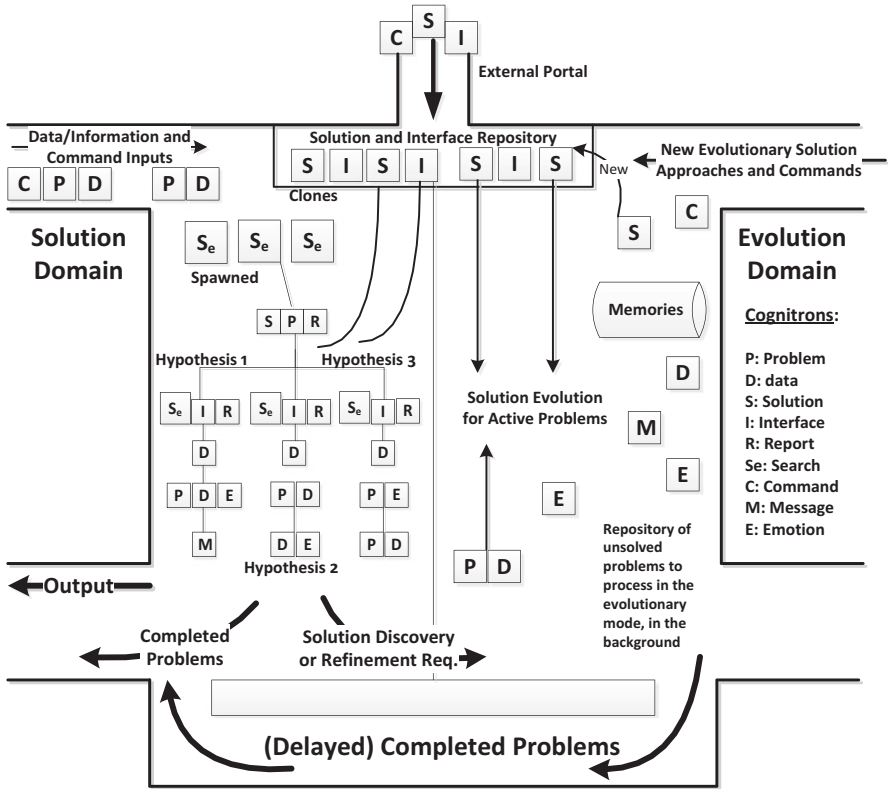 C S I
External Portal
Data/Information and
Command Inputs
C P D P D
Solution and Interface Repository
S I S I S I S
Clones
New
New Evolutionary Solution
Approaches and Commands
S
C
Solution
Domain
Se Se Se
Spawned
S P R
Hypothesis 1
Hypothesis 3
Se I R Se I R Se I R
D D D
P D E P D P E
M D E P D
Hypothesis 2
Memories
D
M
E
E
Solution Evolution
for Active Problems
P D
Evolution
Domain
Cognitrons:
P: Problem
D: data
S: Solution
I: Interface
R: Report
Se: Search
C: Command
M: Message
E: Emotion
Repository of
unsolved
problems to
process in the
evolutionary
mode, in the
background
Output
Completed
Problems
Solution Discovery
or Refinement Req.
(Delayed) Completed Problems